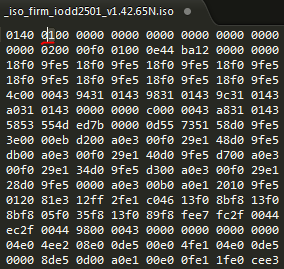 _iso_firm_iodd2501_v1.42.65N.iso
0140 0100 0000 0000 0000 0000 0000
0000 0200 00f0 0100 0e44 ba12 0000
18f0 9fe5 18f0 9fe5 18f0 9fe5 18f0
18f0 9fe5 18f0 9fe5 18f0 9fe5 18f0
4c00 0043 9431 0143 9831 0143 9c31
a031 0143 0000 0000 c000 0043 a831 0143
5853 554d ed7b 0000 0d55 7351 58d0 9fe5
3e00 00eb d200 a0e3 00f0 29e1 48d0 9fe5
db00 a0e3 00f0 29e1 40d0 9fe5 d700 a0e3
00f0 29e1 34d0 9fe5 d300 a0e3 00f0 29e1
28d0 9fe5 0000 a0e3 00b0 a0e1 2010 9fe5
0120 81e3 12ff 2fe1 c046 13f0 8bf8 13f0
8bf8 05f0 35f8 13f0 89f8 fee7 fc2f 0044
ec2f 0044 9800 0043 0000 0000 0000 0000
04e0 4ee2 08e0 0de5 00e0 4fe1 04e0 0de5
0000 8de5 0d00 a0e1 00e0 0fe1 1fe0 cee3